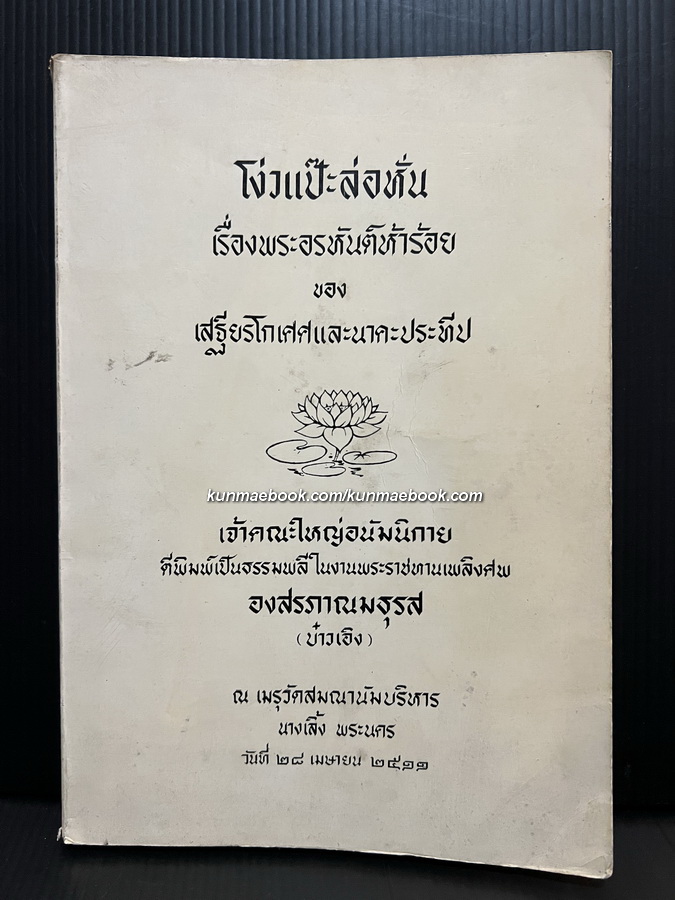 โง่วแป๊ะล่อหั่น
เรื่องพระอรหันต์ห้าร้อย
ของ
เสฐียรโกเศศและนาคะประทีป
kunmaebook.com/kunmaebook.com
เจ้าคณะใหญ่อนัมนิกาย
ตีพิมพ์เป็นธรรมพลีในงานพระราชทานเพลิงศพ
องสรภาณมธุรส
(บ๋าวเอิง)
ณ เมรุวัดสมณานัมบริหาร
นางเลิ้ง พระนคร
วันที่ ๒๘ เมษายน ๒๕๑๑